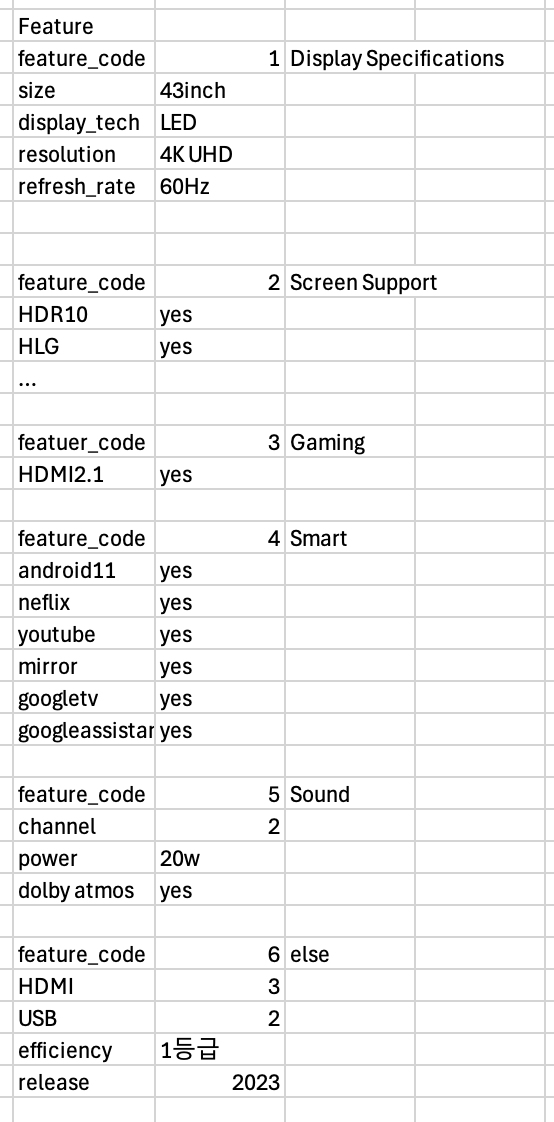 Feature
feature_code 1 Display Specifications
size 43inch
display_tech LED
resolution 4K UHD
refresh_rate 60Hz
feature_code 2 Screen Support
HDR10 yes
HLG yes
...
featuer_code 3 Gaming
HDMI2.1 yes
feature_code 4 Smart
android11 yes
neflix yes
youtube yes
mirror yes
googletv yes
googleassistar yes
feature_code 5 Sound
channel 2
power 20w
dolby atmos yes
feature_code 6 else
HDMI 3
USB 2
efficiency 1등급
release 2023